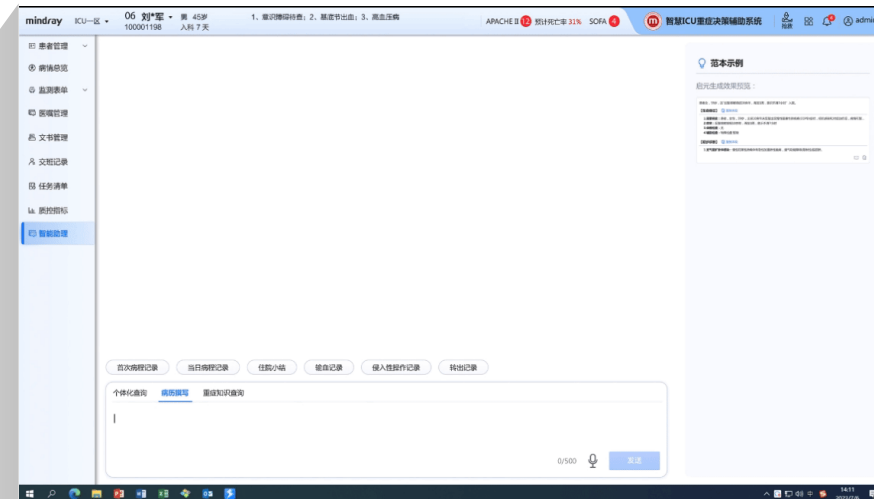 mindray ICU一区
06 刘*军 男 45岁
100001198 入科 7 天
1、意识障碍待查；2、基底节出血；3、高血压病
APACHE II 12 预计死亡率 31% SOFA 4
智慧ICU重症决策辅助系统
admin
患者管理
病情总览
监测表单
医嘱管理
文书管理
交班记录
任务清单
质控指标
智能助理
范本示例
启元生成效果预览：
首次病程记录 当日病程记录 住院小结 输血记录 侵入性操作记录 转出记录
个体化查询 病历撰写 重症知识查询
0/500
发送
14:11